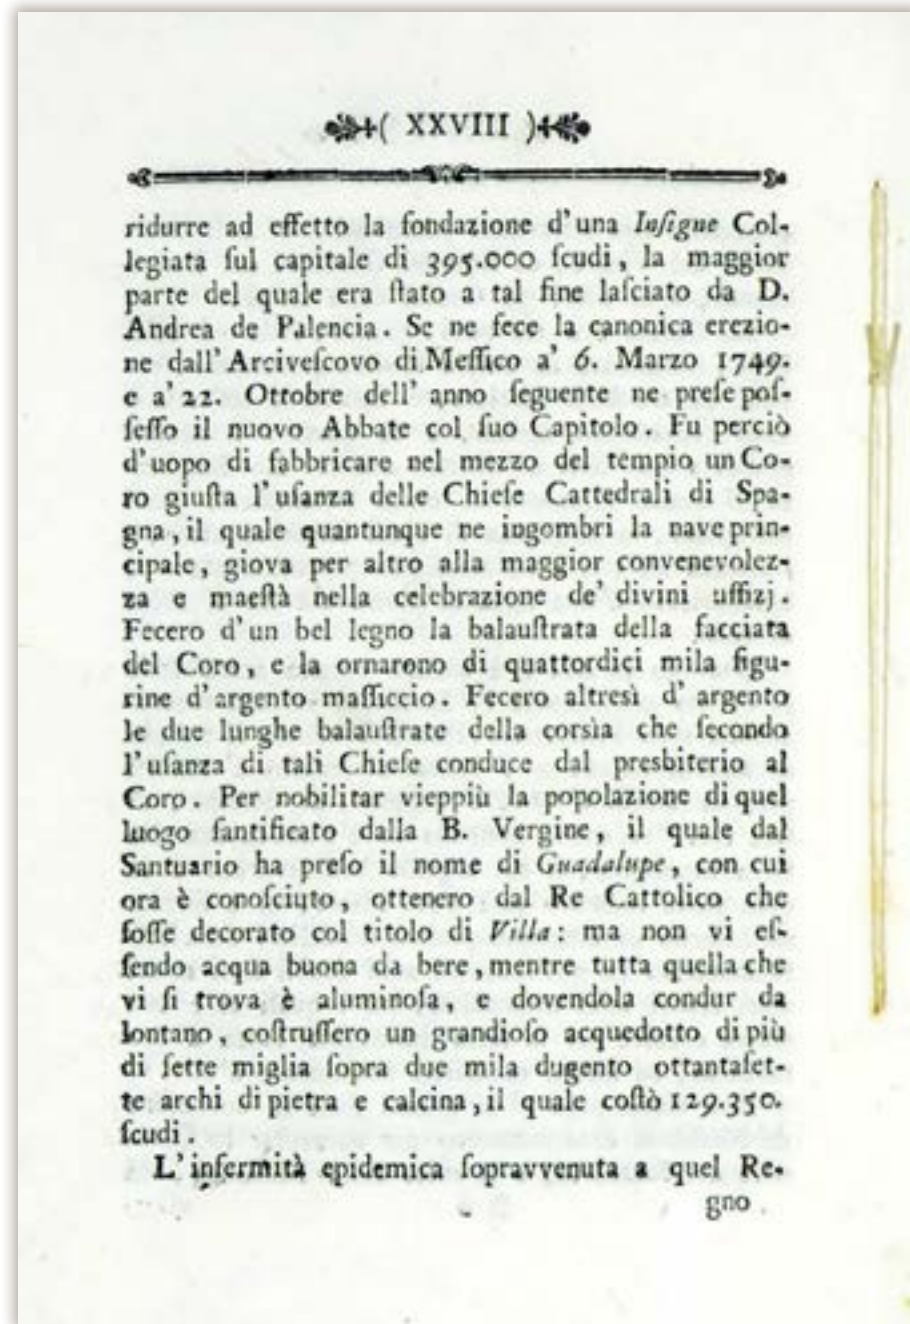 ( XXVIII )
ridurre ad effetto la fondazione d'una Inſigne Col-
legiata ſul capitale di 395.000 ſcudi, la maggior
parte del quale era ſtato a tal fine laſciato da D.
Andrea de Palencia. Se ne fece la canonica erezio-
ne dall'Arciveſcovo di Meſſico a' 6. Marzo 1749.
e a' 22. Ottobre dell' anno ſeguente ne preſe poſ-
ſeſſo il nuovo Abbate col ſuo Capitolo. Fu perciò
d'uopo di fabbricare nel mezzo del tempio un Co-
ro giuſta l'uſanza delle Chieſe Cattedrali di Spa-
gna, il quale quantunque ne ingombri la nave prin-
cipale, giova per altro alla maggior convenevolez-
za e maeſtà nella celebrazione de' divini uffizj.
Fecero d'un bel legno la balauſtrata della facciata
del Coro, e la ornarono di quattordici mila figu-
rine d'argento maſſiccio. Fecero altresì d' argento
le due lunghe balauſtrate della corsìa che ſecondo
l'uſanza di tali Chieſe conduce dal presbiterio al
Coro. Per nobilitar vieppiù la popolazione di quel
luogo ſantificato dalla B. Vergine, il quale dal
Santuario ha preſo il nome di Guadalupe, con cui
ora è conoſciuto, ottenero dal Re Cattolico che
foſſe decorato col titolo di Villa: ma non vi eſ-
ſendo acqua buona da bere, mentre tutta quella che
vi ſi trova è aluminoſa, e dovendola condur da
lontano, coſtruſſero un grandioſo acquedotto di più
di ſette miglia ſopra due mila dugento ottantaſet-
te archi di pietra e calcina, il quale coſtò 129.350.
ſcudi.
L'infermità epidemica ſopravvenuta a quel Re-
gno